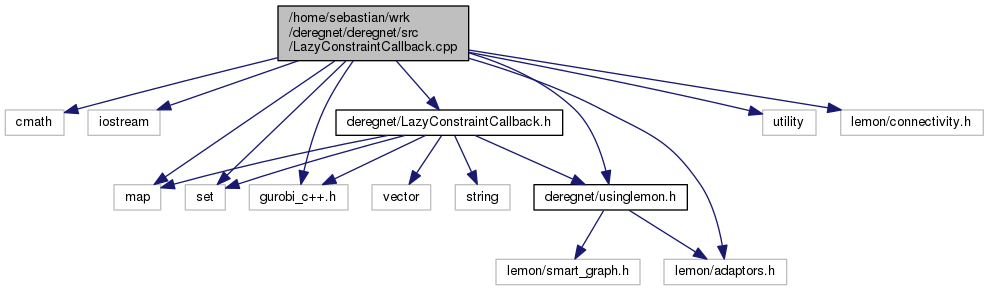 /home/sebastian/wrk
/deregnet/deregnet/src
/LazyConstraintCallback.cpp
cmath
iostream
deregnet/LazyConstraintCallback.h
utility
lemon/connectivity.h
map
set
gurobi_c++.h
vector
string
deregnet/usinglemon.h
lemon/smart_graph.h
lemon/adaptors.h